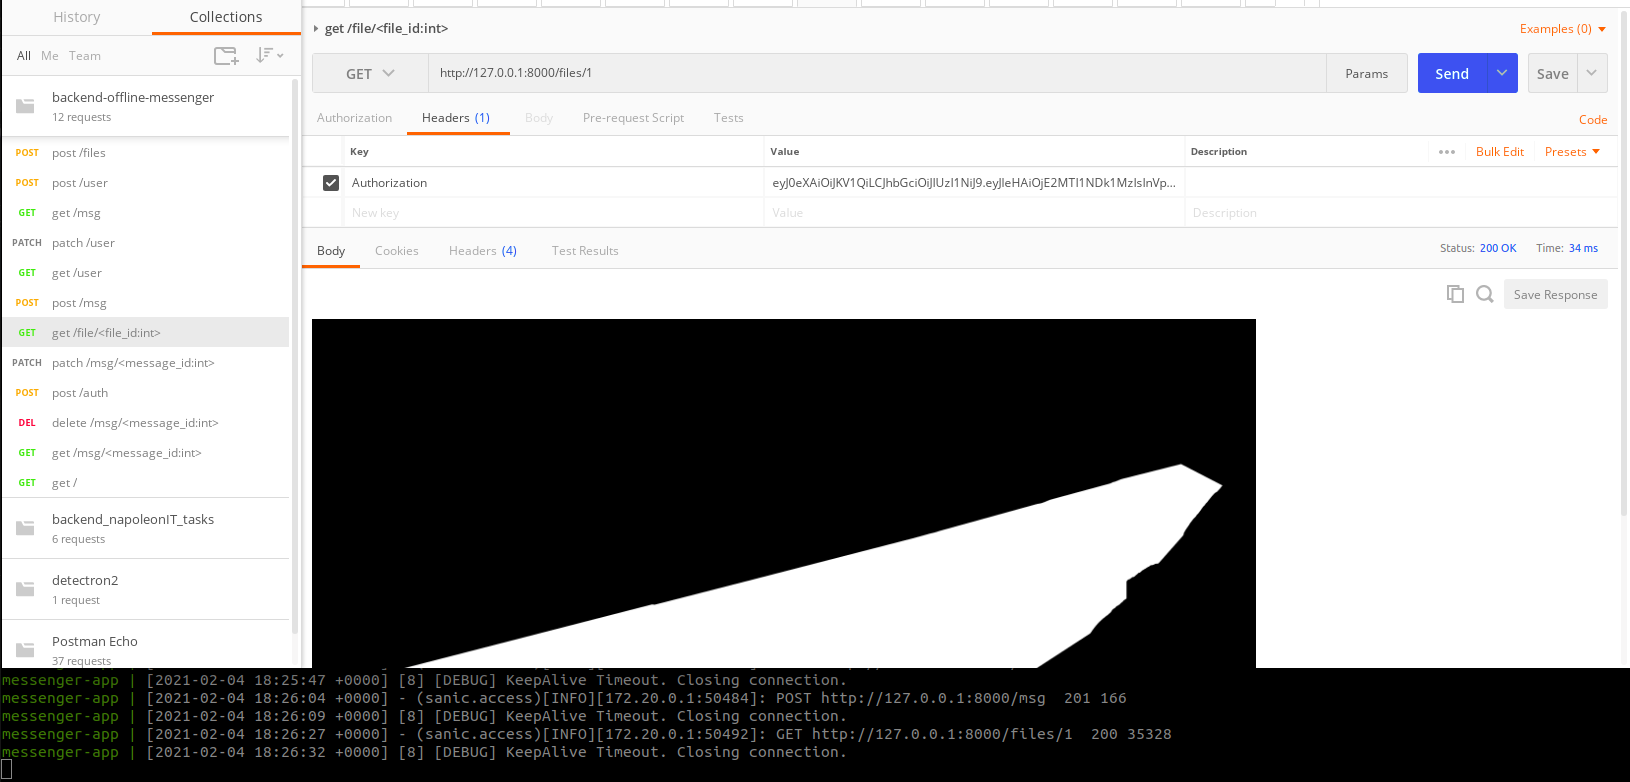 History Collections
All Me Team
backend-offline-messenger
12 requests
POST post /files
POST post /user
GET get /msg
PATCH patch /user
GET get /user
POST post /msg
GET get /file/<file_id:int>
PATCH patch /msg/<message_id:int>
POST post /auth
DEL delete /msg/<message_id:int>
GET get /msg/<message_id:int>
GET get /
backend_napoleonIT_tasks
6 requests
detectron2
1 request
Postman Echo
37 requests
get /file/<file_id:int> Examples (0)
GET http://127.0.0.1:8000/files/1 Params Send Save
Authorization Headers (1) Body Pre-request Script Tests Code
Key Value Description Bulk Edit Presets
Authorization
New key Value Description
Body Cookies Headers (4) Test Results Status: 200 OK Time: 34 ms
Save Response
messenger-app | [2021-02-04 18:25:47 +0000] [8] [DEBUG] KeepAlive Timeout. Closing connection.
messenger-app | [2021-02-04 18:26:04 +0000] - (sanic.access)[INFO][172.20.0.1:50484]: POST http://127.0.0.1:8000/msg 201 166
messenger-app | [2021-02-04 18:26:09 +0000] [8] [DEBUG] KeepAlive Timeout. Closing connection.
messenger-app | [2021-02-04 18:26:27 +0000] - (sanic.access)[INFO][172.20.0.1:50492]: GET http://127.0.0.1:8000/files/1 200 35328
messenger-app | [2021-02-04 18:26:32 +0000] [8] [DEBUG] KeepAlive Timeout. Closing connection.